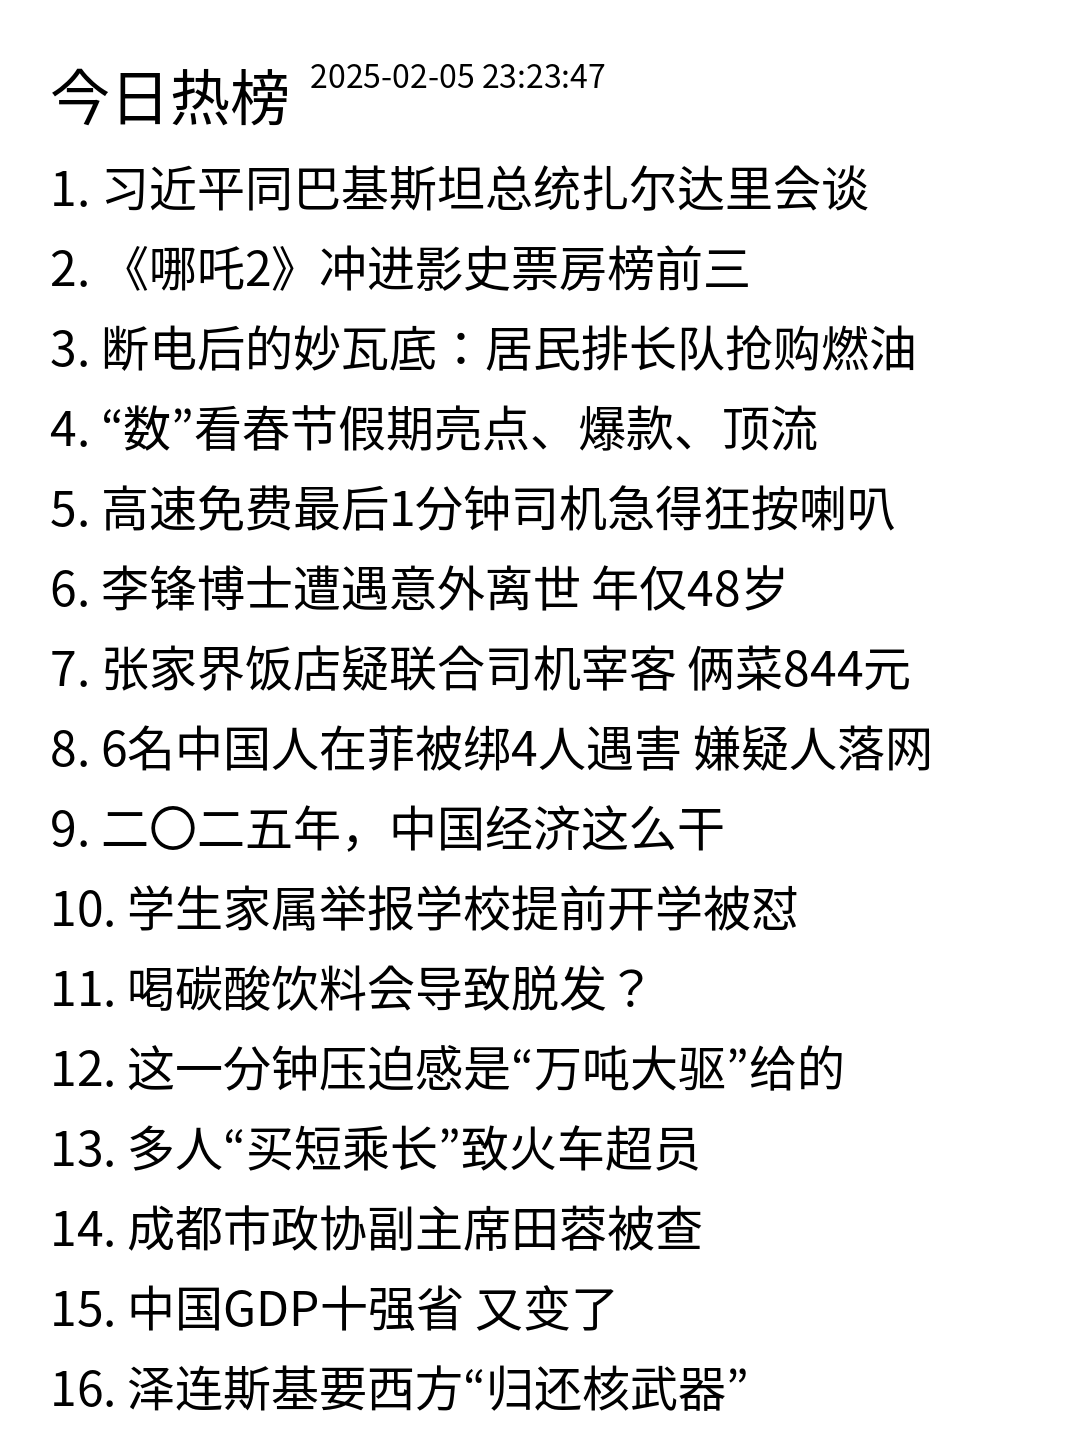 今日热榜 2025-02-05 23:23:47
1. 习近平同巴基斯坦总统扎尔达里会谈
2. 《哪吒2》冲进影史票房榜前三
3. 断电后的妙瓦底：居民排长队抢购燃油
4. “数”看春节假期亮点、爆款、顶流
5. 高速免费最后1分钟司机急得狂按喇叭
6. 李锋博士遭遇意外离世 年仅48岁
7. 张家界饭店疑联合司机宰客 俩菜844元
8. 6名中国人在菲被绑4人遇害 嫌疑人落网
9. 二〇二五年，中国经济这么干
10. 学生家属举报学校提前开学被怼
11. 喝碳酸饮料会导致脱发？
12. 这一分钟压迫感是“万吨大驱”给的
13. 多人“买短乘长”致火车超员
14. 成都市政协副主席田蓉被查
15. 中国GDP十强省 又变了
16. 泽连斯基要西方“归还核武器”